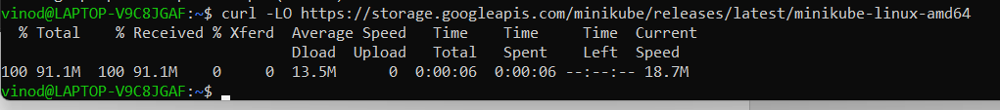 vinod@LAPTOP-V9C8JGAF:~$ curl -LO https://storage.googleapis.com/minikube/releases/latest/minikube-linux-amd64
  % Total    % Received % Xferd  Average Speed   Time    Time     Time  Current
                                 Dload  Upload   Total   Spent    Left  Speed
100 91.1M  100 91.1M    0     0  13.5M      0  0:00:06  0:00:06 --:--:-- 18.7M
vinod@LAPTOP-V9C8JGAF:~$